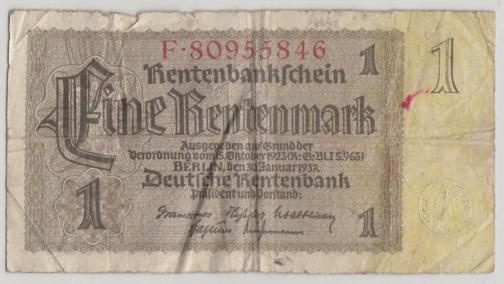 F·80955846
1
1
Rentenbankschein
Eine Rentenmark
Ausgegeben auf Grund der
Verordnung vom 15. Oktober 1923 (R·G·Bl I S. 963)
BERLIN, den 30. Januar 1937
Deutsche Rentenbank
Präsident und Vorstand:
1
1